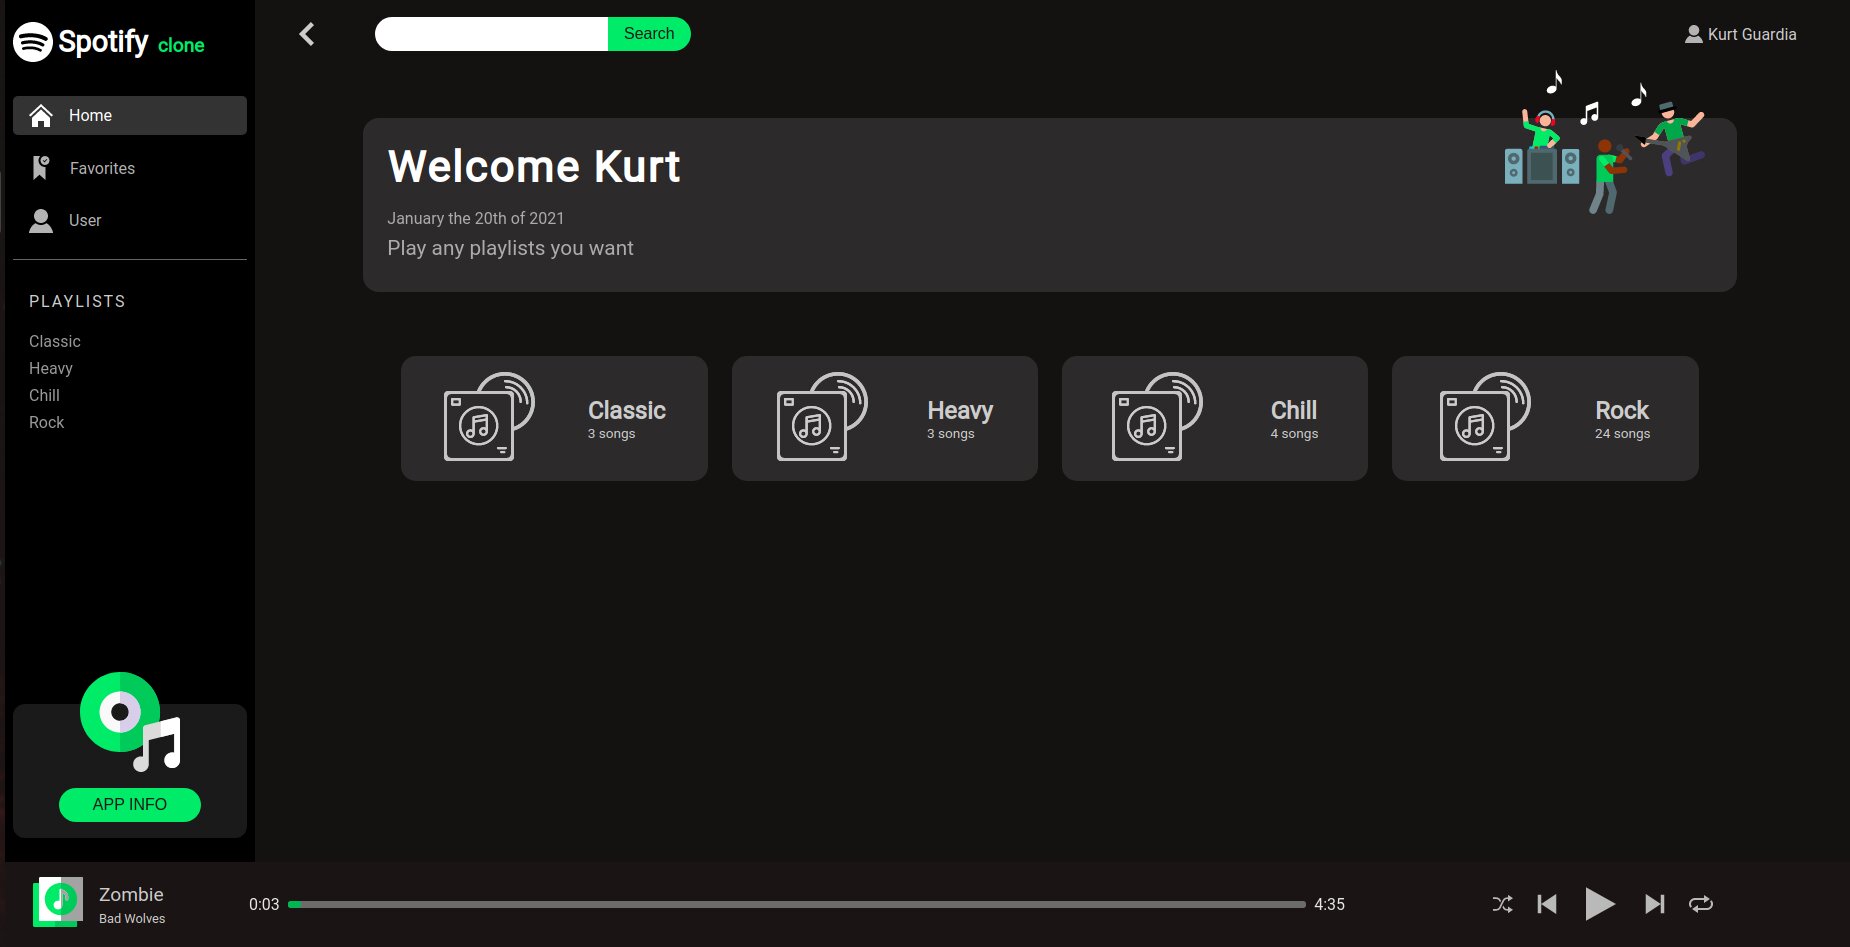 Spotify clone
Search
Kurt Guardia
Home
Favorites
User
PLAYLISTS
Classic
Heavy
Chill
Rock
APP INFO
Welcome Kurt
January the 20th of 2021
Play any playlists you want
Classic
3 songs
Heavy
3 songs
Chill
4 songs
Rock
24 songs
Zombie
Bad Wolves
0:03
4:35